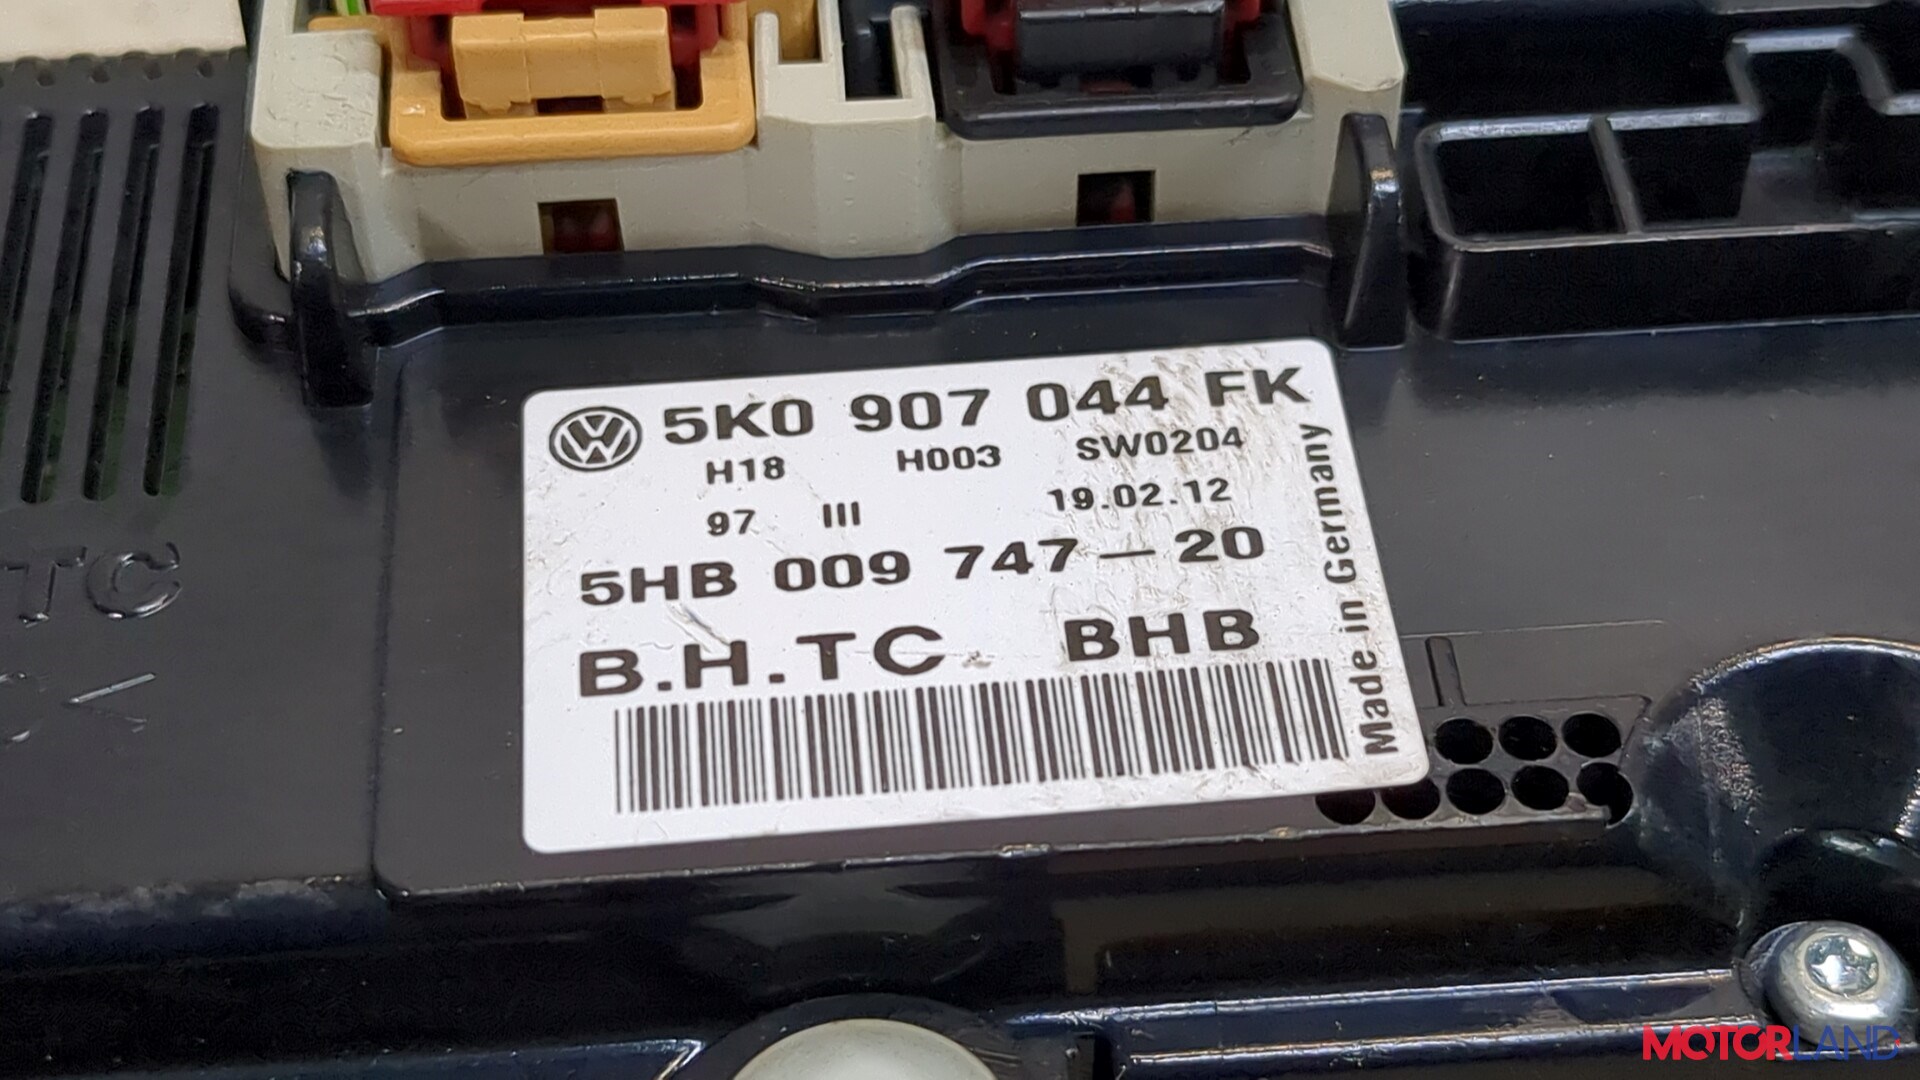 5K0 907 044 FK
H18 H003 SW0204
97 III 19.02.12
5HB 009 747-20
B.H.TC. BHB
Made in Germany
TC
MOTORLAND